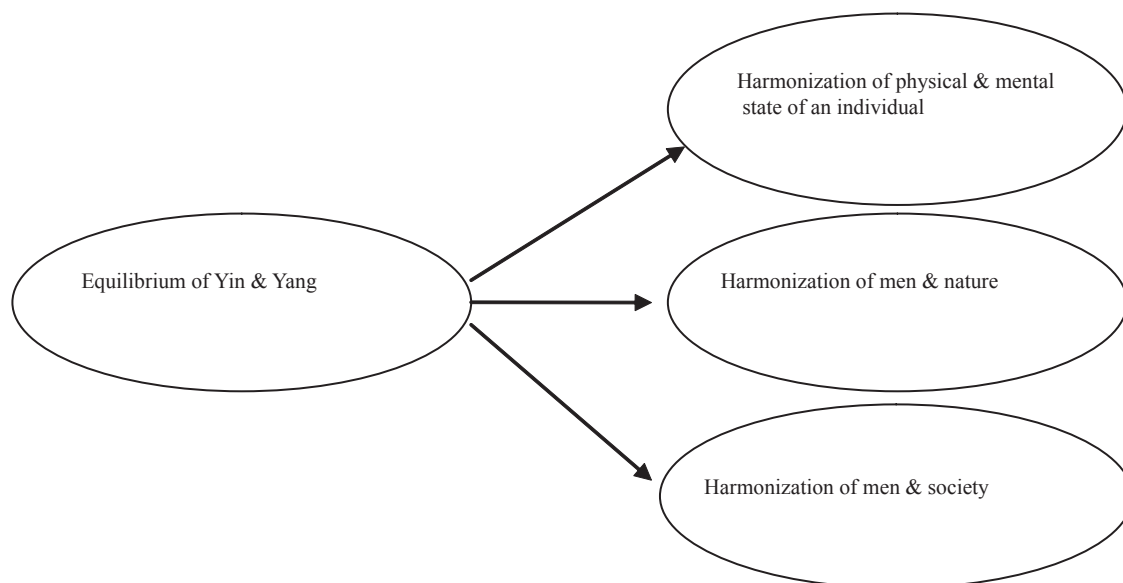 Harmonization of physical & mental
state of an individual
Equilibrium of Yin & Yang
Harmonization of men & nature
Harmonization of men & society